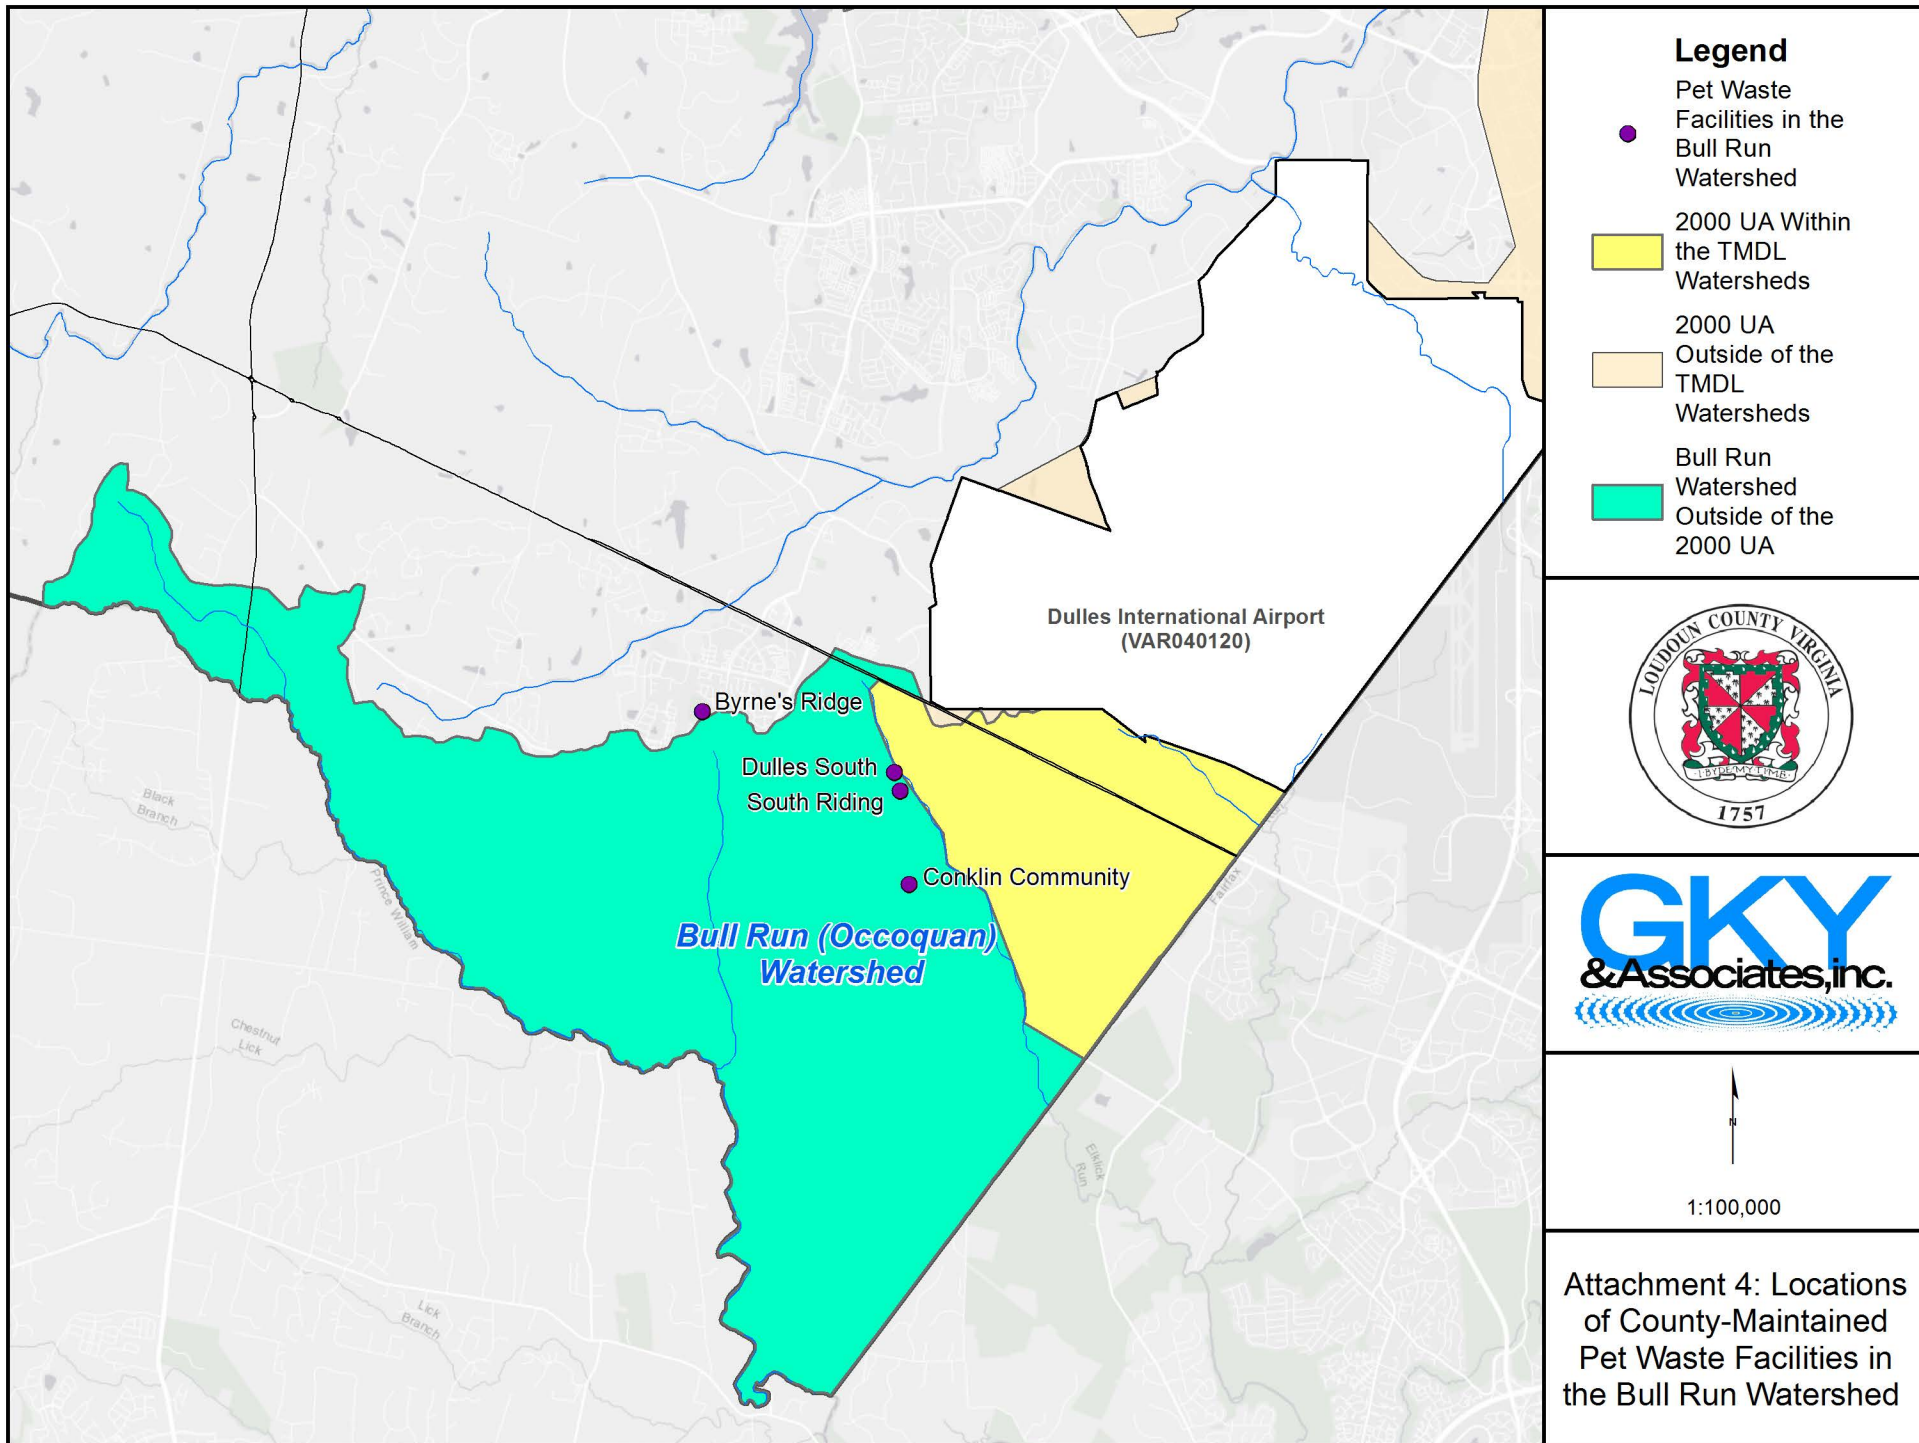 Legend
Pet Waste
Facilities in the
Bull Run
Watershed
2000 UA Within
the TMDL
Watersheds
2000 UA
Outside of the
TMDL
Watersheds
Bull Run
Watershed
Outside of the
2000 UA
Dulles International Airport
(VAR040120)
Byrne's Ridge
Dulles South
South Riding
Conklin Community
Bull Run (Occoquan)
Watershed
Black
Branch
Prince William
Fairfax
Chestnut
Lick
Elklick
Run
Lick
Branch
LOUDOUN COUNTY VIRGINIA
I·BYDE·MY·TYME
1757
GKY
&Associates,inc.
N
1:100,000
Attachment 4: Locations
of County-Maintained
Pet Waste Facilities in
the Bull Run Watershed